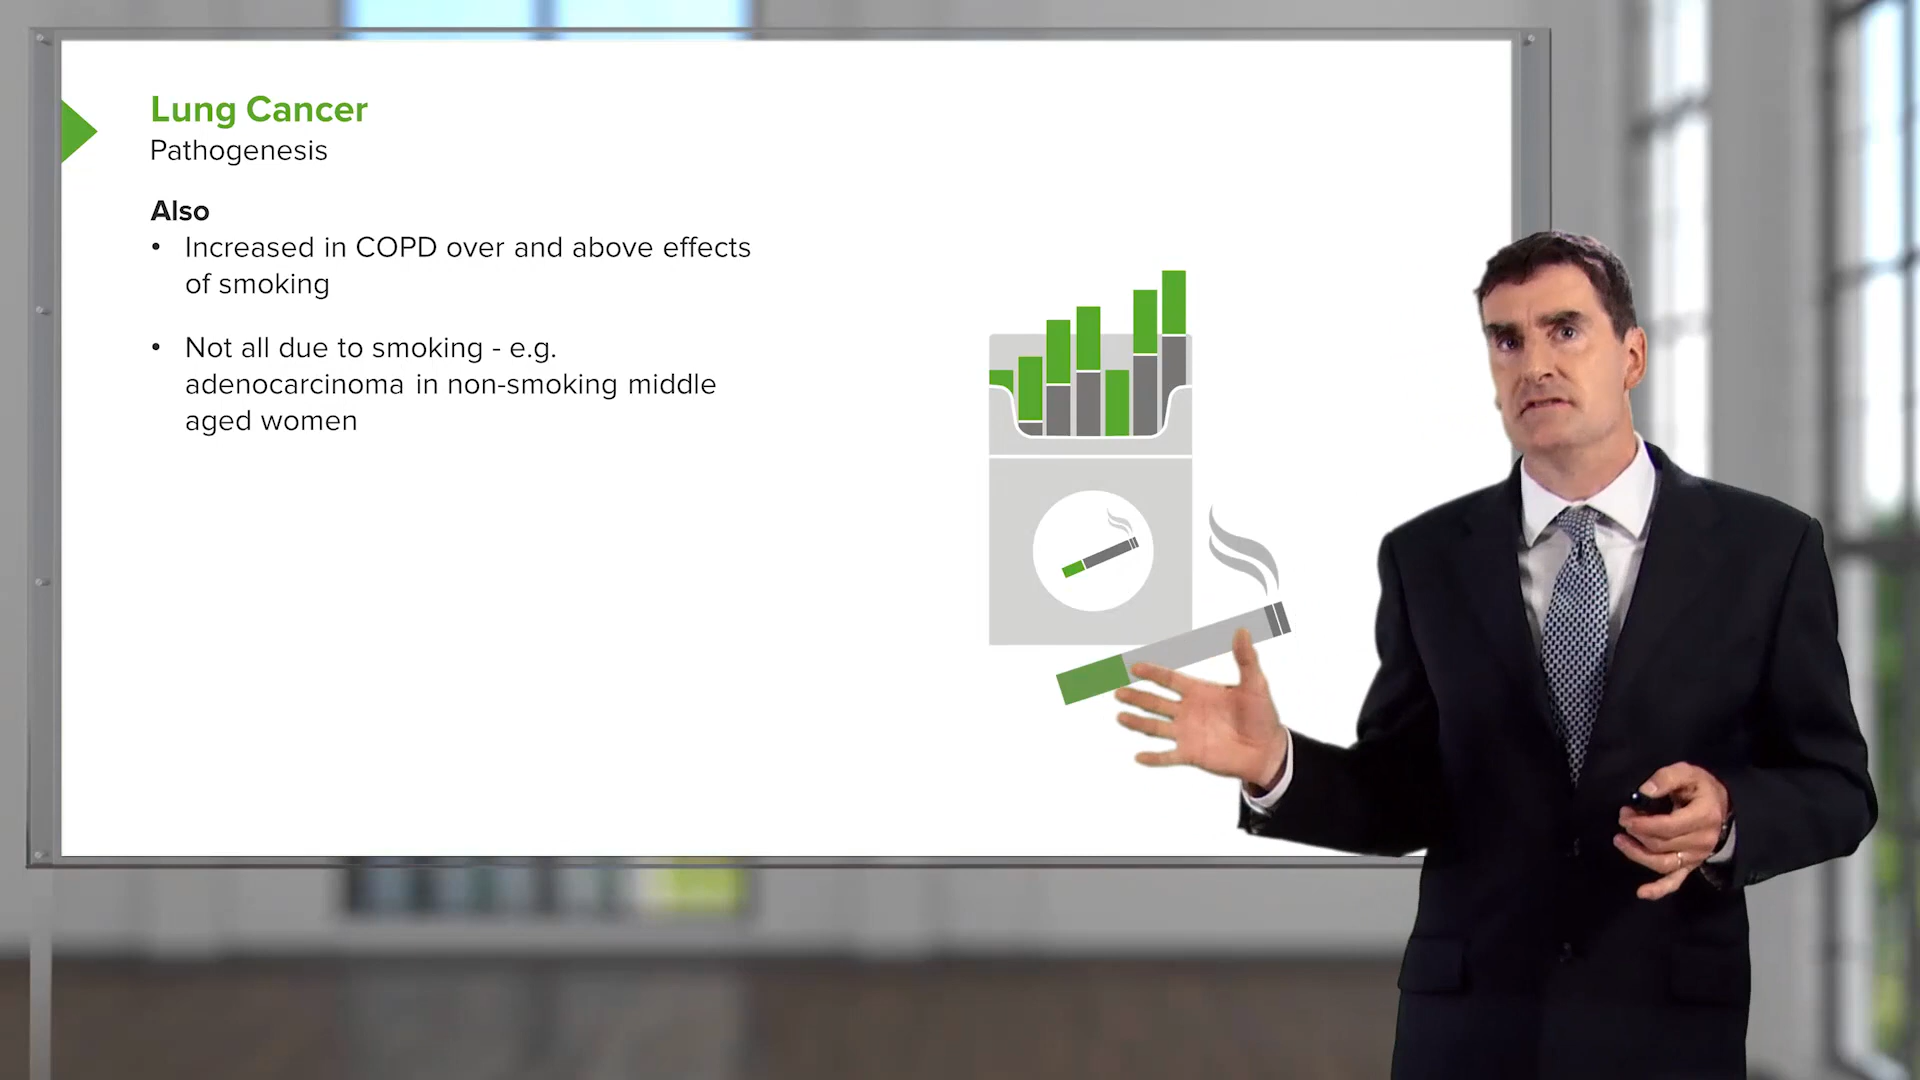 Lung Cancer
Pathogenesis
Also
• Increased in COPD over and above effects
of smoking
• Not all due to smoking - e.g.
adenocarcinoma in non-smoking middle
aged women